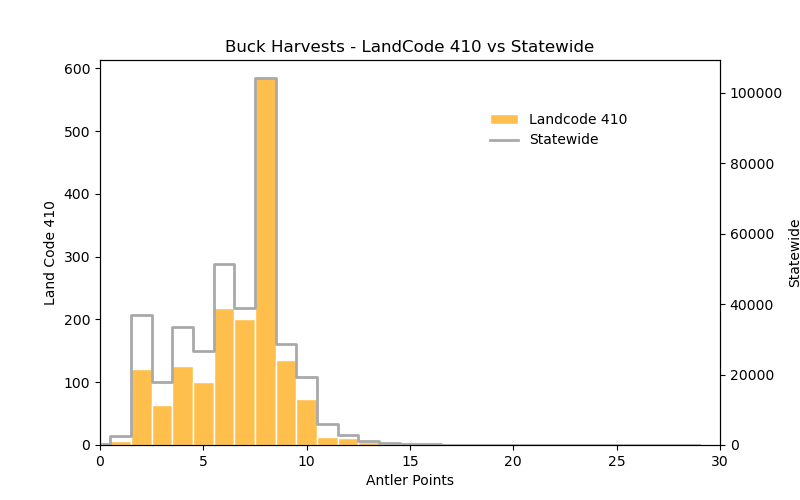 Buck Harvests - LandCode 410 vs Statewide
Landcode 410
Statewide
Land Code 410
600
500
400
300
200
100
0
100000
80000
60000
40000
20000
0
Statewide
0 5 10 15 20 25 30
Antler Points